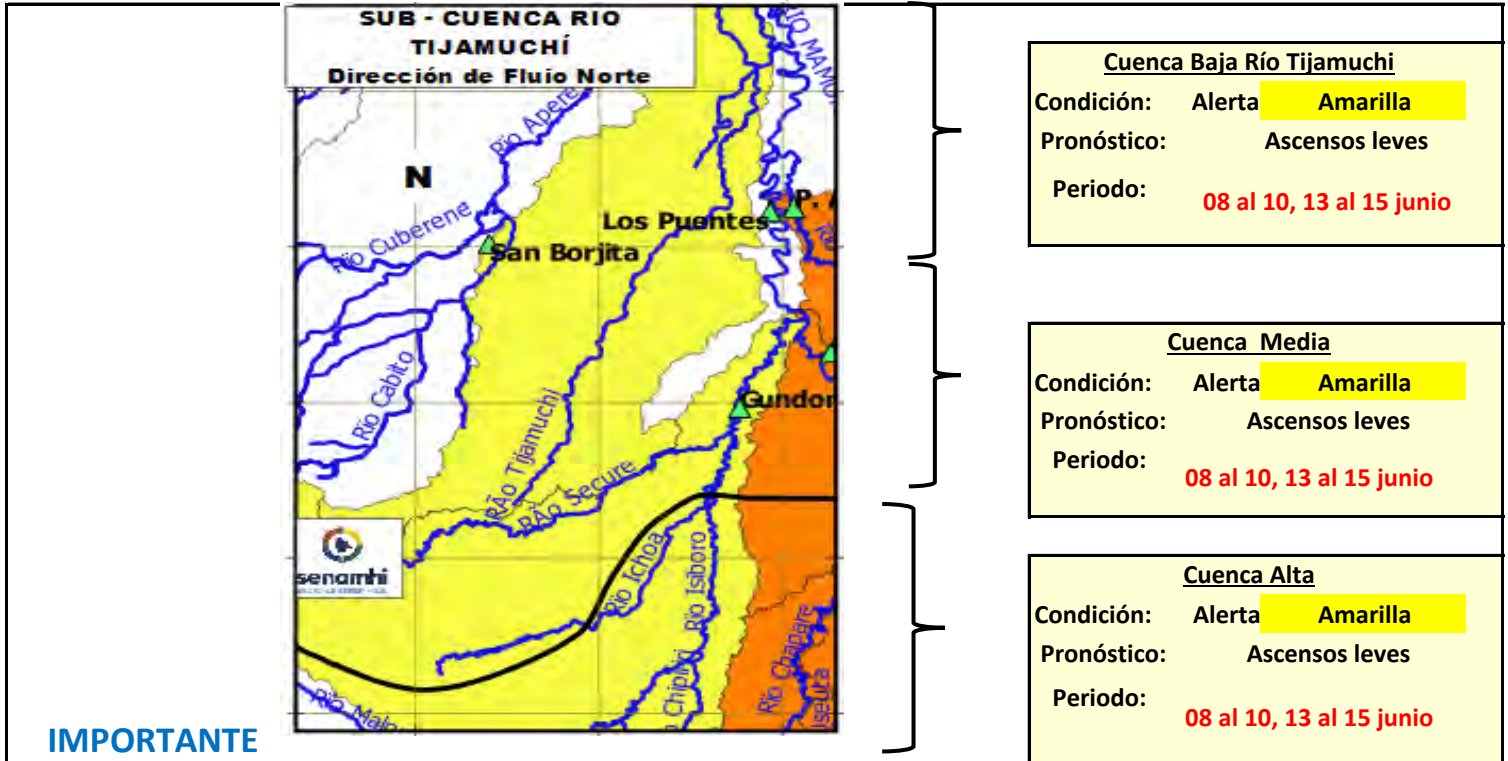 SUB - CUENCA RIO
TIJAMUCHÍ
Dirección de Flujo Norte
Río Apere
N
Río Cuberene
San Borjita
Los Puentes
P. A
Río Cabito
Gundon
RÃo Tijamuchi
RÃo Secure
senamhi
Río Ichoa
Río Isiboro
Chipiri
Río Chapare
IMPORTANTE
Cuenca Baja Río Tijamuchi
Condición: Alerta Amarilla
Pronóstico: Ascensos leves
Periodo:
08 al 10, 13 al 15 junio
Cuenca Media
Condición: Alerta Amarilla
Pronóstico: Ascensos leves
Periodo:
08 al 10, 13 al 15 junio
Cuenca Alta
Condición: Alerta Amarilla
Pronóstico: Ascensos leves
Periodo:
08 al 10, 13 al 15 junio